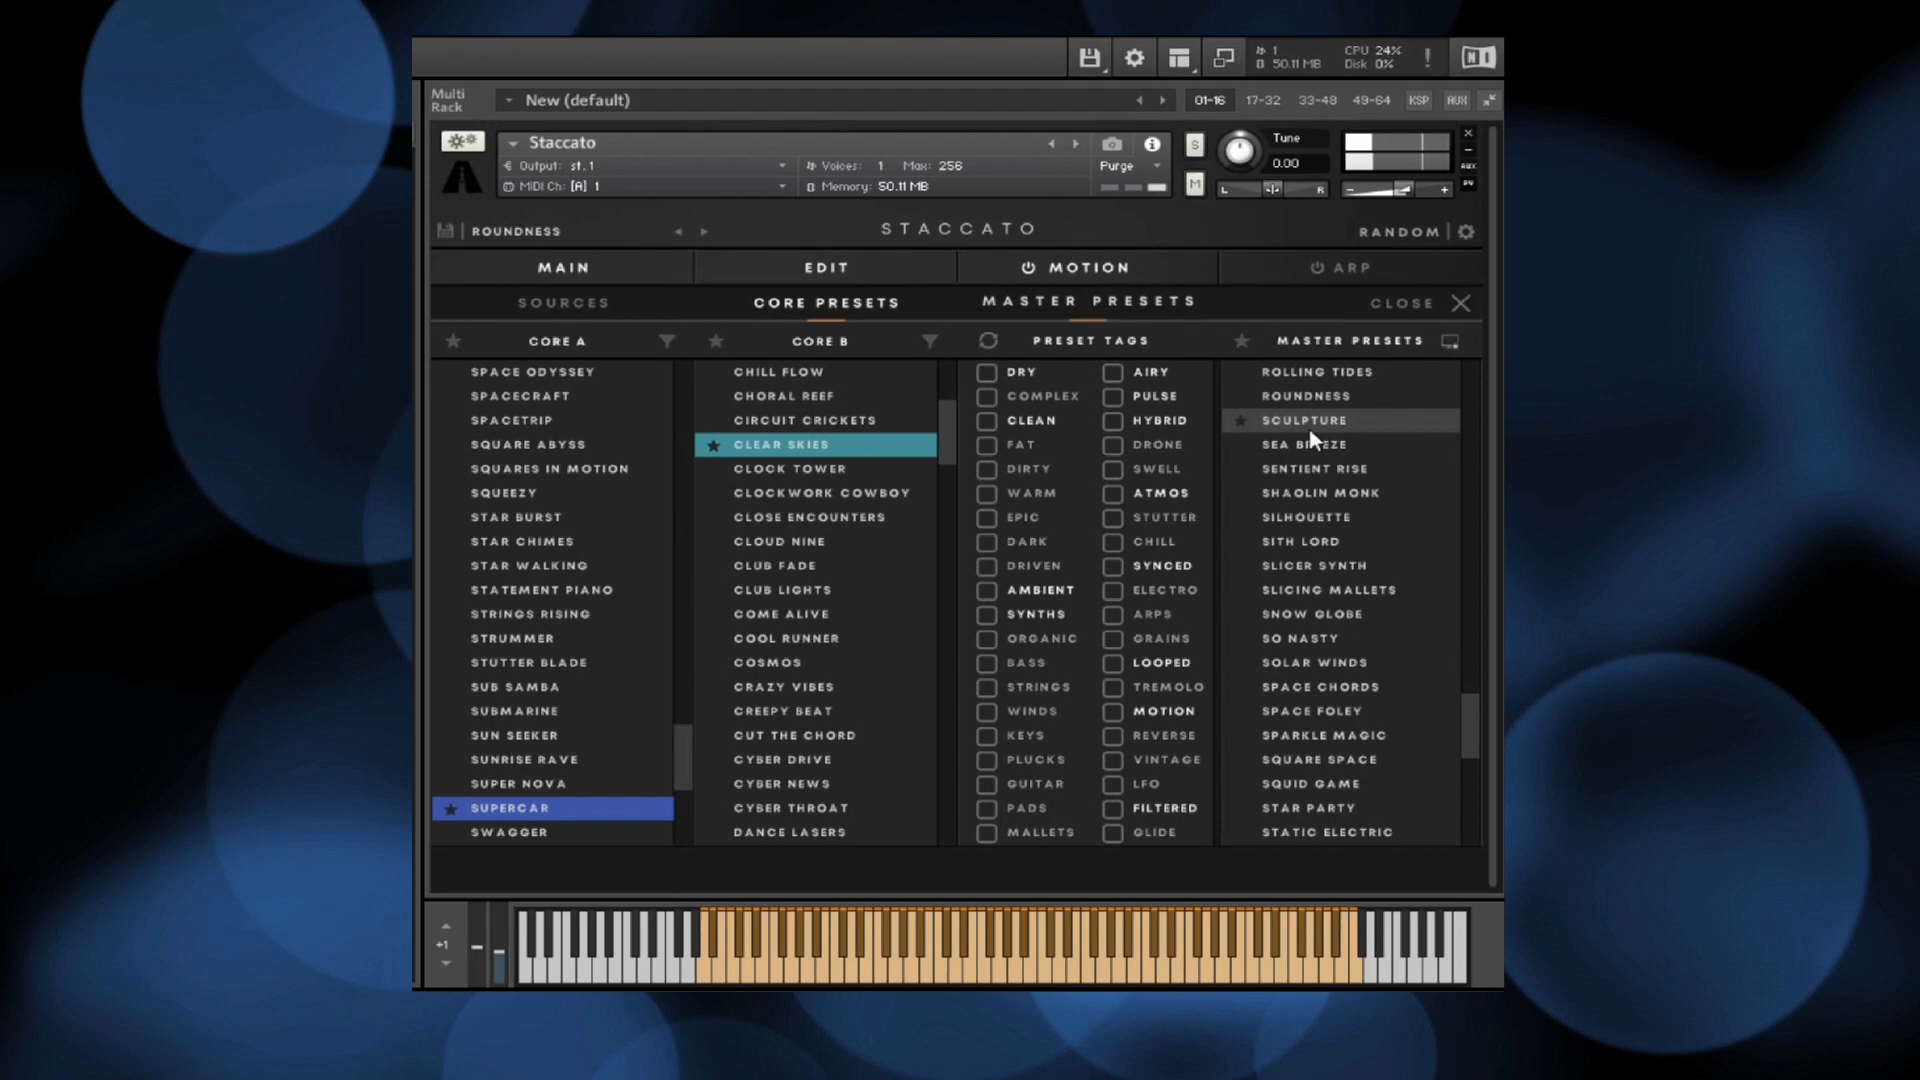 1 CPU 24%
50.11 MB Disk 0%
Multi Rack New (default) 01-16 17-32 33-48 49-64 KSP AUX
Staccato
Output: st.1 Voices: 1 Max: 256 Purge
MIDI Ch: [A] 1 Memory: 50.11 MB
S M
Tune
0.00
L R - +
AUX
PV
ROUNDNESS STACCATO RANDOM
MAIN EDIT MOTION ARP
SOURCES CORE PRESETS MASTER PRESETS CLOSE
CORE A CORE B PRESET TAGS MASTER PRESETS
SPACE ODYSSEY CHILL FLOW DRY AIRY ROLLING TIDES
SPACECRAFT CHORAL REEF COMPLEX PULSE ROUNDNESS
SPACETRIP CIRCUIT CRICKETS CLEAN HYBRID SCULPTURE
SQUARE ABYSS CLEAR SKIES FAT DRONE SEA BREEZE
SQUARES IN MOTION CLOCK TOWER DIRTY SWELL SENTIENT RISE
SQUEEZY CLOCKWORK COWBOY WARM ATMOS SHAOLIN MONK
STAR BURST CLOSE ENCOUNTERS EPIC STUTTER SILHOUETTE
STAR CHIMES CLOUD NINE DARK CHILL SITH LORD
STAR WALKING CLUB FADE DRIVEN SYNCED SLICER SYNTH
STATEMENT PIANO CLUB LIGHTS AMBIENT ELECTRO SLICING MALLETS
STRINGS RISING COME ALIVE SYNTHS ARPS SNOW GLOBE
STRUMMER COOL RUNNER ORGANIC GRAINS SO NASTY
STUTTER BLADE COSMOS BASS LOOPED SOLAR WINDS
SUB SAMBA CRAZY VIBES STRINGS TREMOLO SPACE CHORDS
SUBMARINE CREEPY BEAT WINDS MOTION SPACE FOLEY
SUN SEEKER CUT THE CHORD KEYS REVERSE SPARKLE MAGIC
SUNRISE RAVE CYBER DRIVE PLUCKS VINTAGE SQUARE SPACE
SUPER NOVA CYBER NEWS GUITAR LFO SQUID GAME
SUPERCAR CYBER THROAT PADS FILTERED STAR PARTY
SWAGGER DANCE LASERS MALLETS GLIDE STATIC ELECTRIC
+1